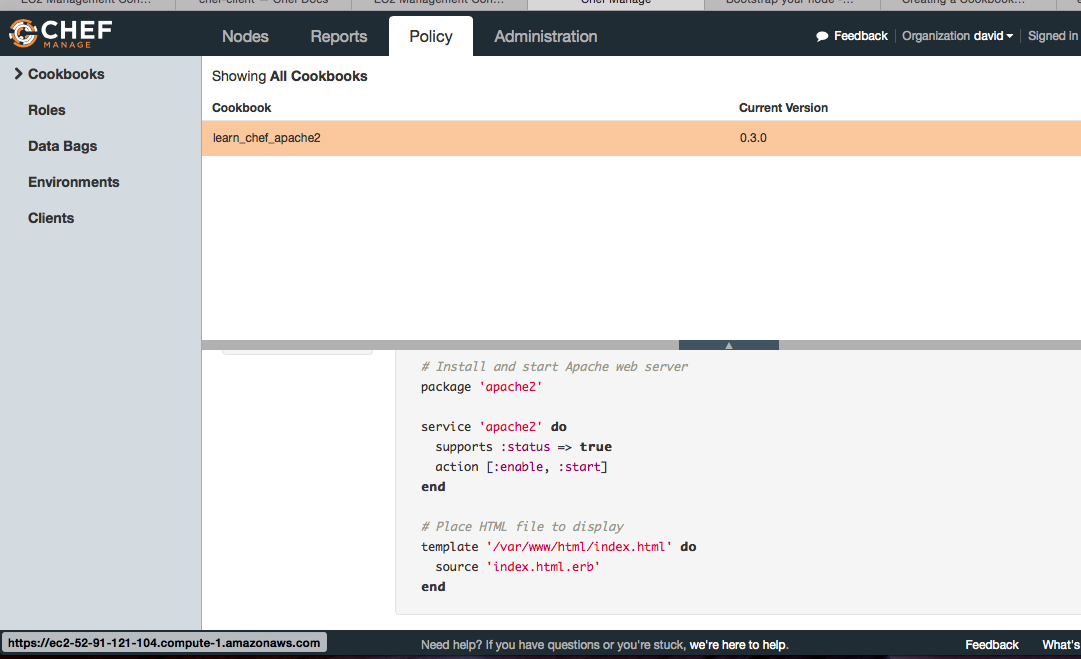 EC2 Management Con…
chef-client — Chef Docs
EC2 Management Con…
Chef Manage
Bootstrap your node -…
Creating a Cookbook…
CHEF
MANAGE
Nodes
Reports
Policy
Administration
Feedback
Organization david
Signed in
Cookbooks
Roles
Data Bags
Environments
Clients
Showing All Cookbooks
Cookbook Current Version
learn_chef_apache2 0.3.0
# Install and start Apache web server
package 'apache2'
service 'apache2' do
supports :status => true
action [:enable, :start]
end
# Place HTML file to display
template '/var/www/html/index.html' do
source 'index.html.erb'
end
https://ec2-52-91-121-104.compute-1.amazonaws.com
Need help? If you have questions or you're stuck, we're here to help.
Feedback
What's